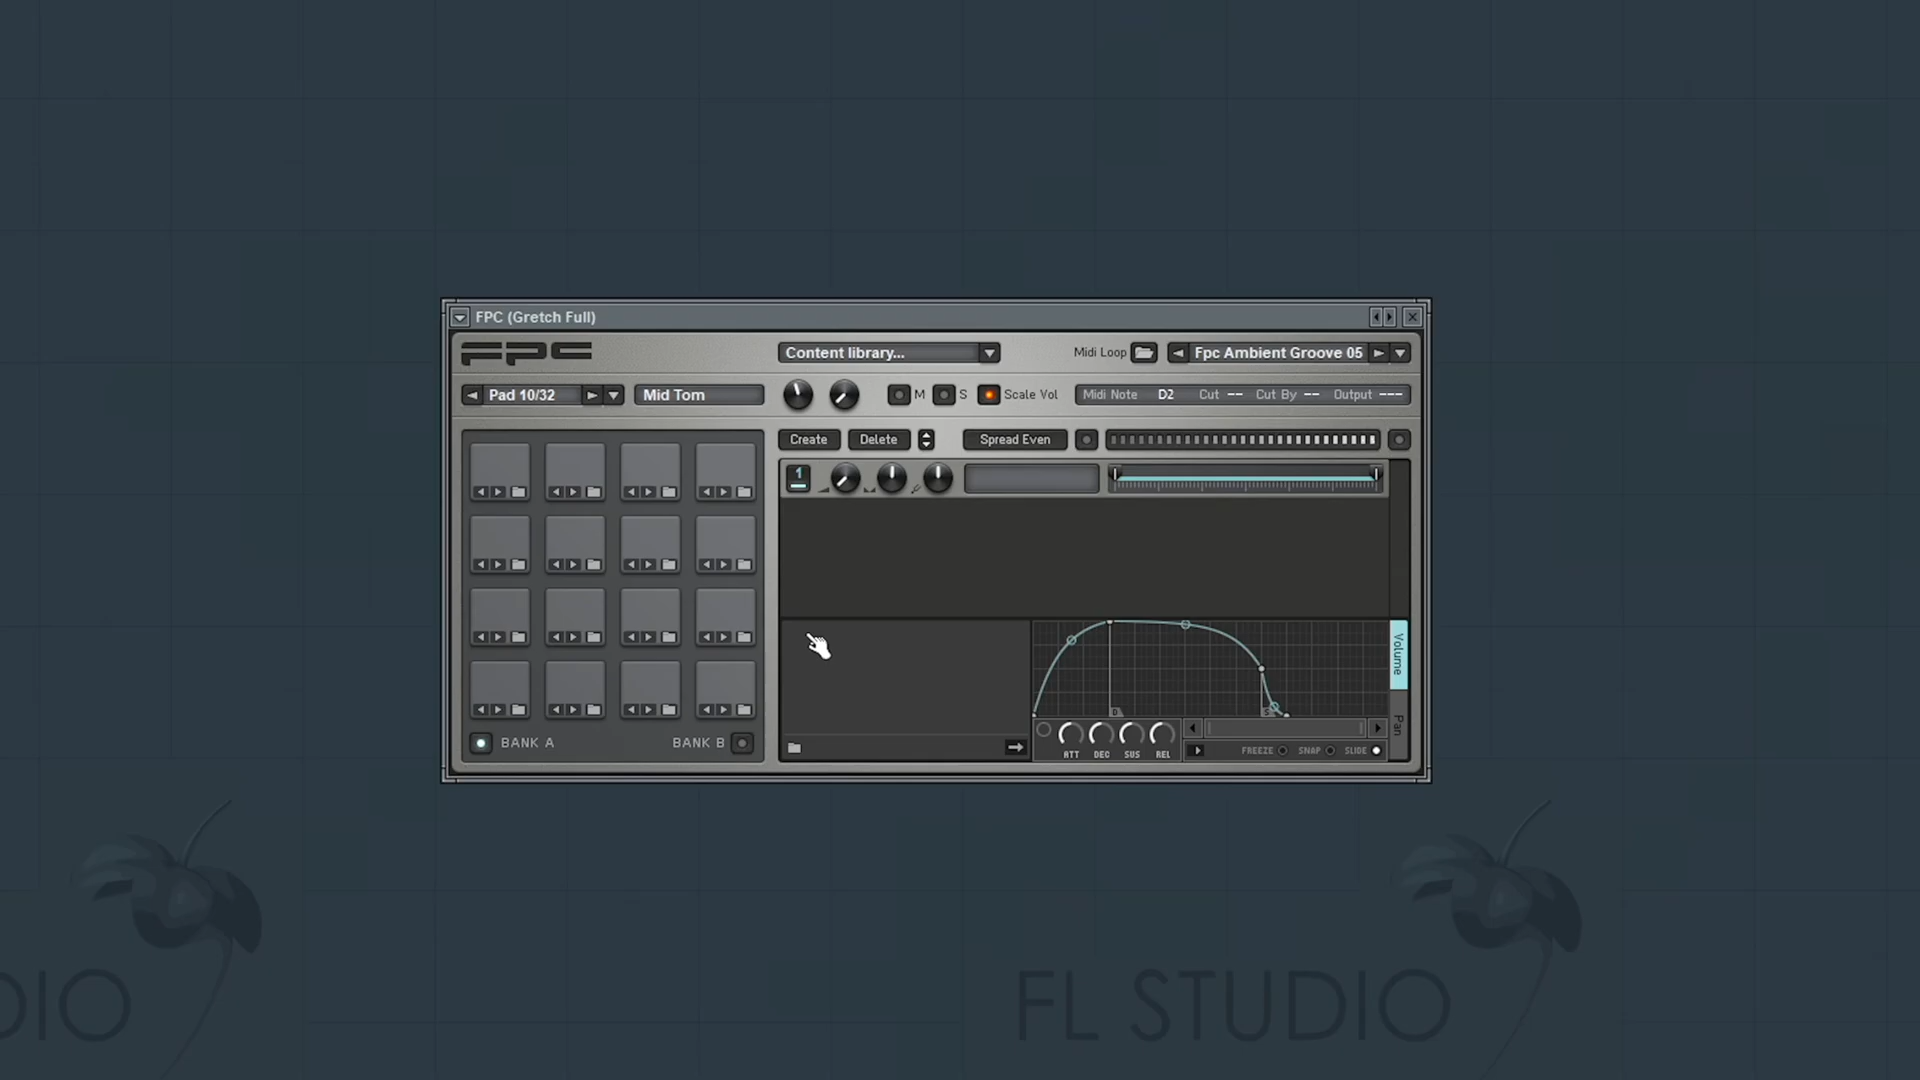 FPC (Gretch Full)
FPC
Content library...
Midi Loop
Fpc Ambient Groove 05
Pad 10/32
Mid Tom
M
S
Scale Vol
Midi Note D2 Cut -- Cut By -- Output ---
Create
Delete
Spread Even
1
Volume
Pan
D
S
ATT
DEC
SUS
REL
FREEZE
SNAP
SLIDE
BANK A
BANK B
DIO
FL STUDIO